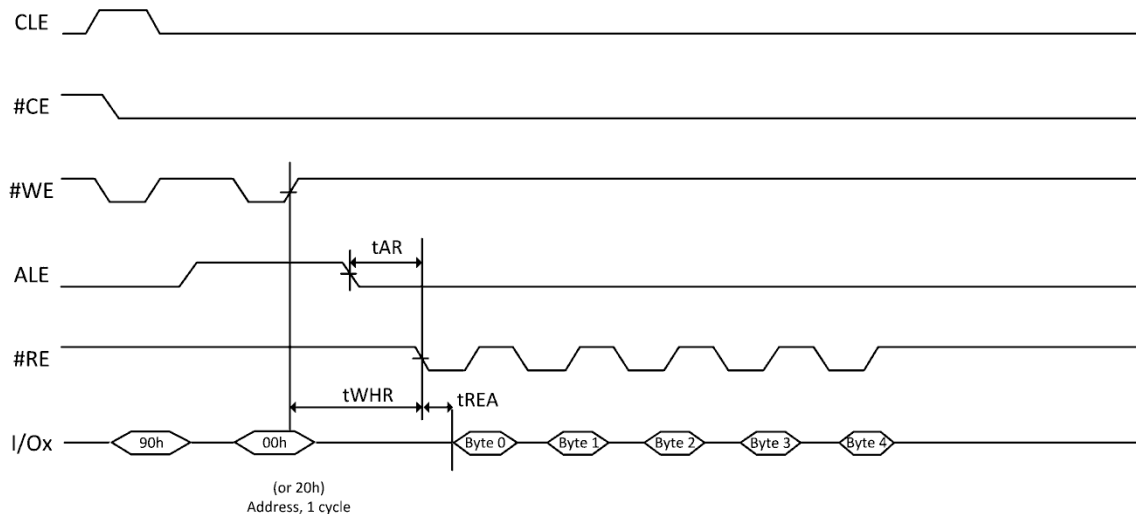 CLE
#CE
#WE
tAR
ALE
#RE
tWHR
tREA
I/Ox
90h
00h
Byte 0
Byte 1
Byte 2
Byte 3
Byte 4
(or 20h)
Address, 1 cycle